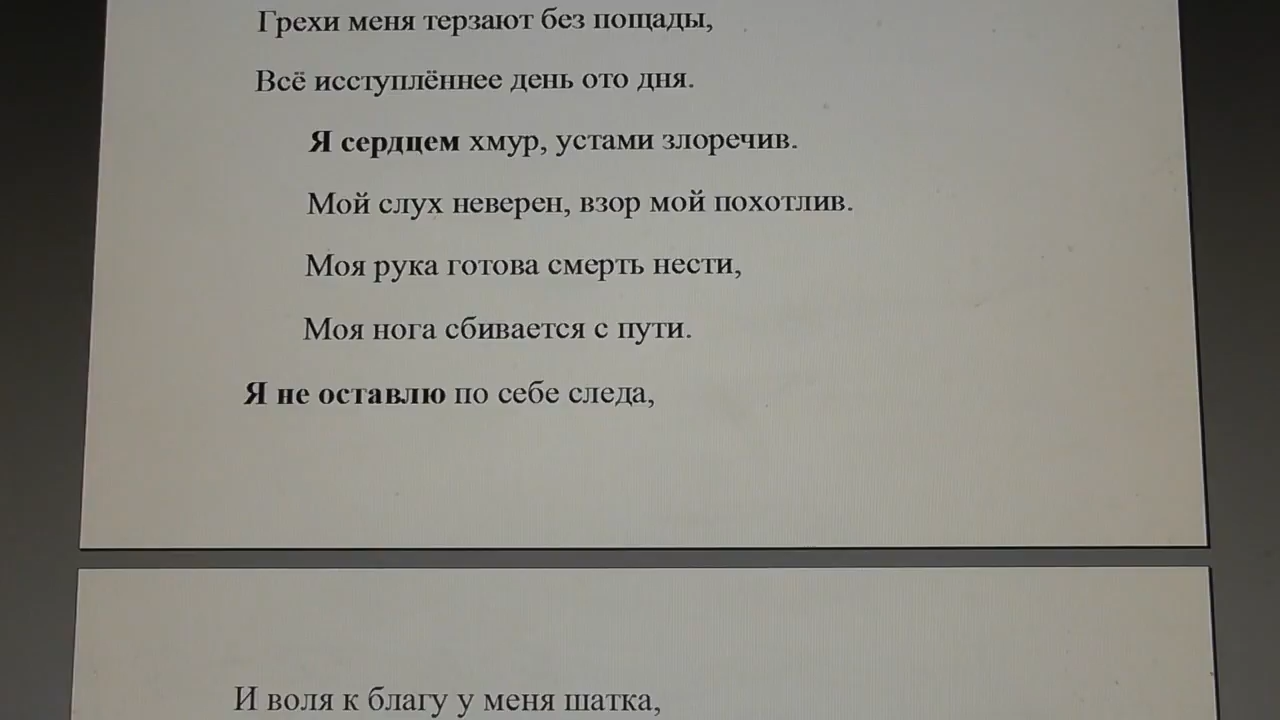 Грехи меня терзают без пощады,
Всё исступлённее день ото дня.
Я сердцем хмур, устами злоречив.
Мой слух неверен, взор мой похотлив.
Моя рука готова смерть нести,
Моя нога сбивается с пути.
Я не оставлю по себе следа,
И воля к благу у меня шатка,